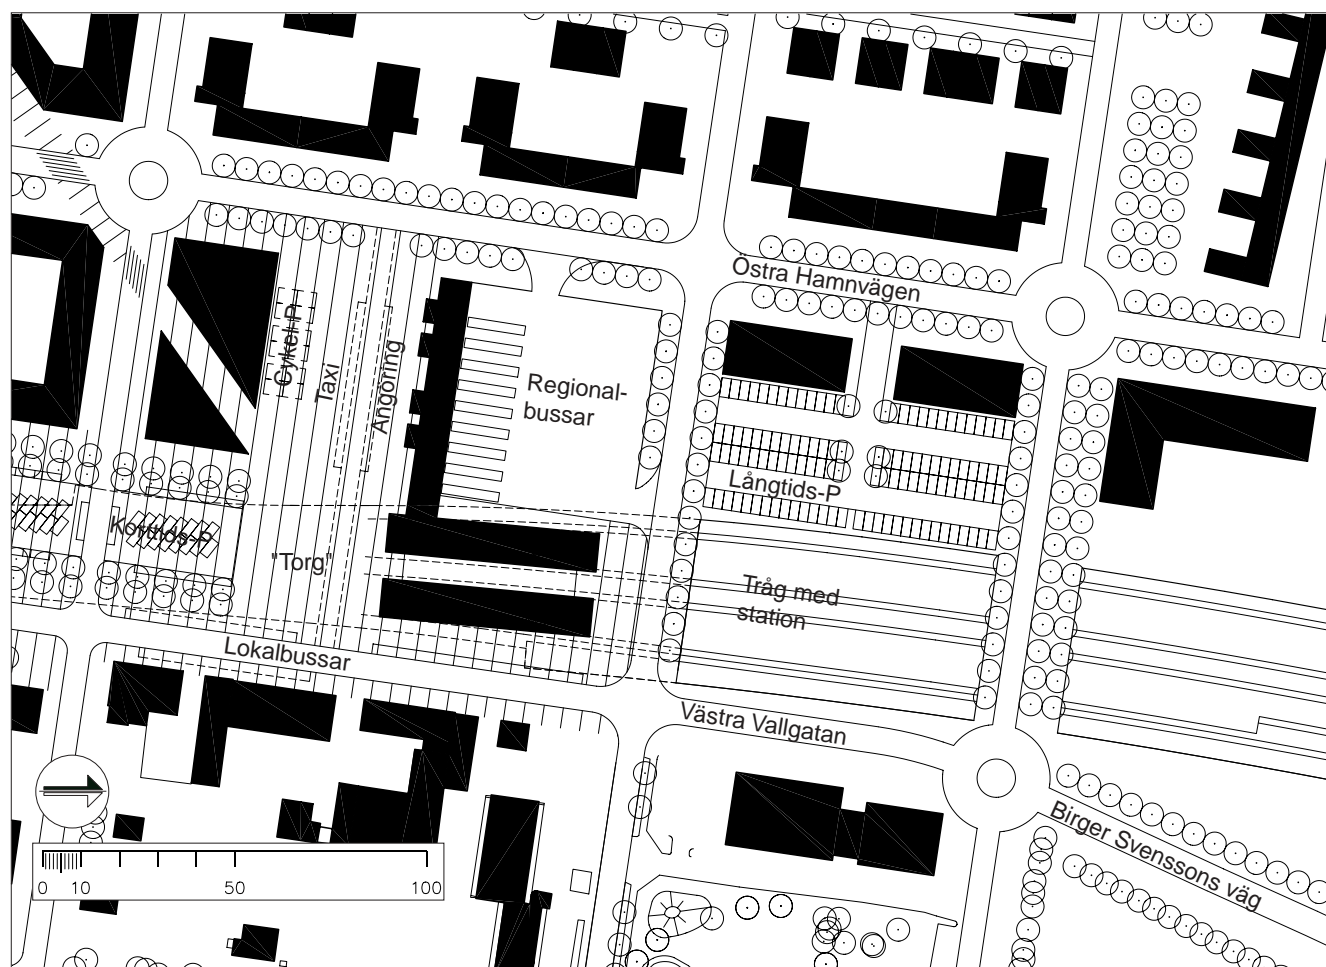 Östra Hamnvägen
Cykel-P
Taxi
Angöring
Regional-
bussar
Långtids-P
Korttids-P
"Torg"
Tråg med
station
Lokalbussar
Västra Vallgatan
Birger Svenssons väg
0 10 50 100